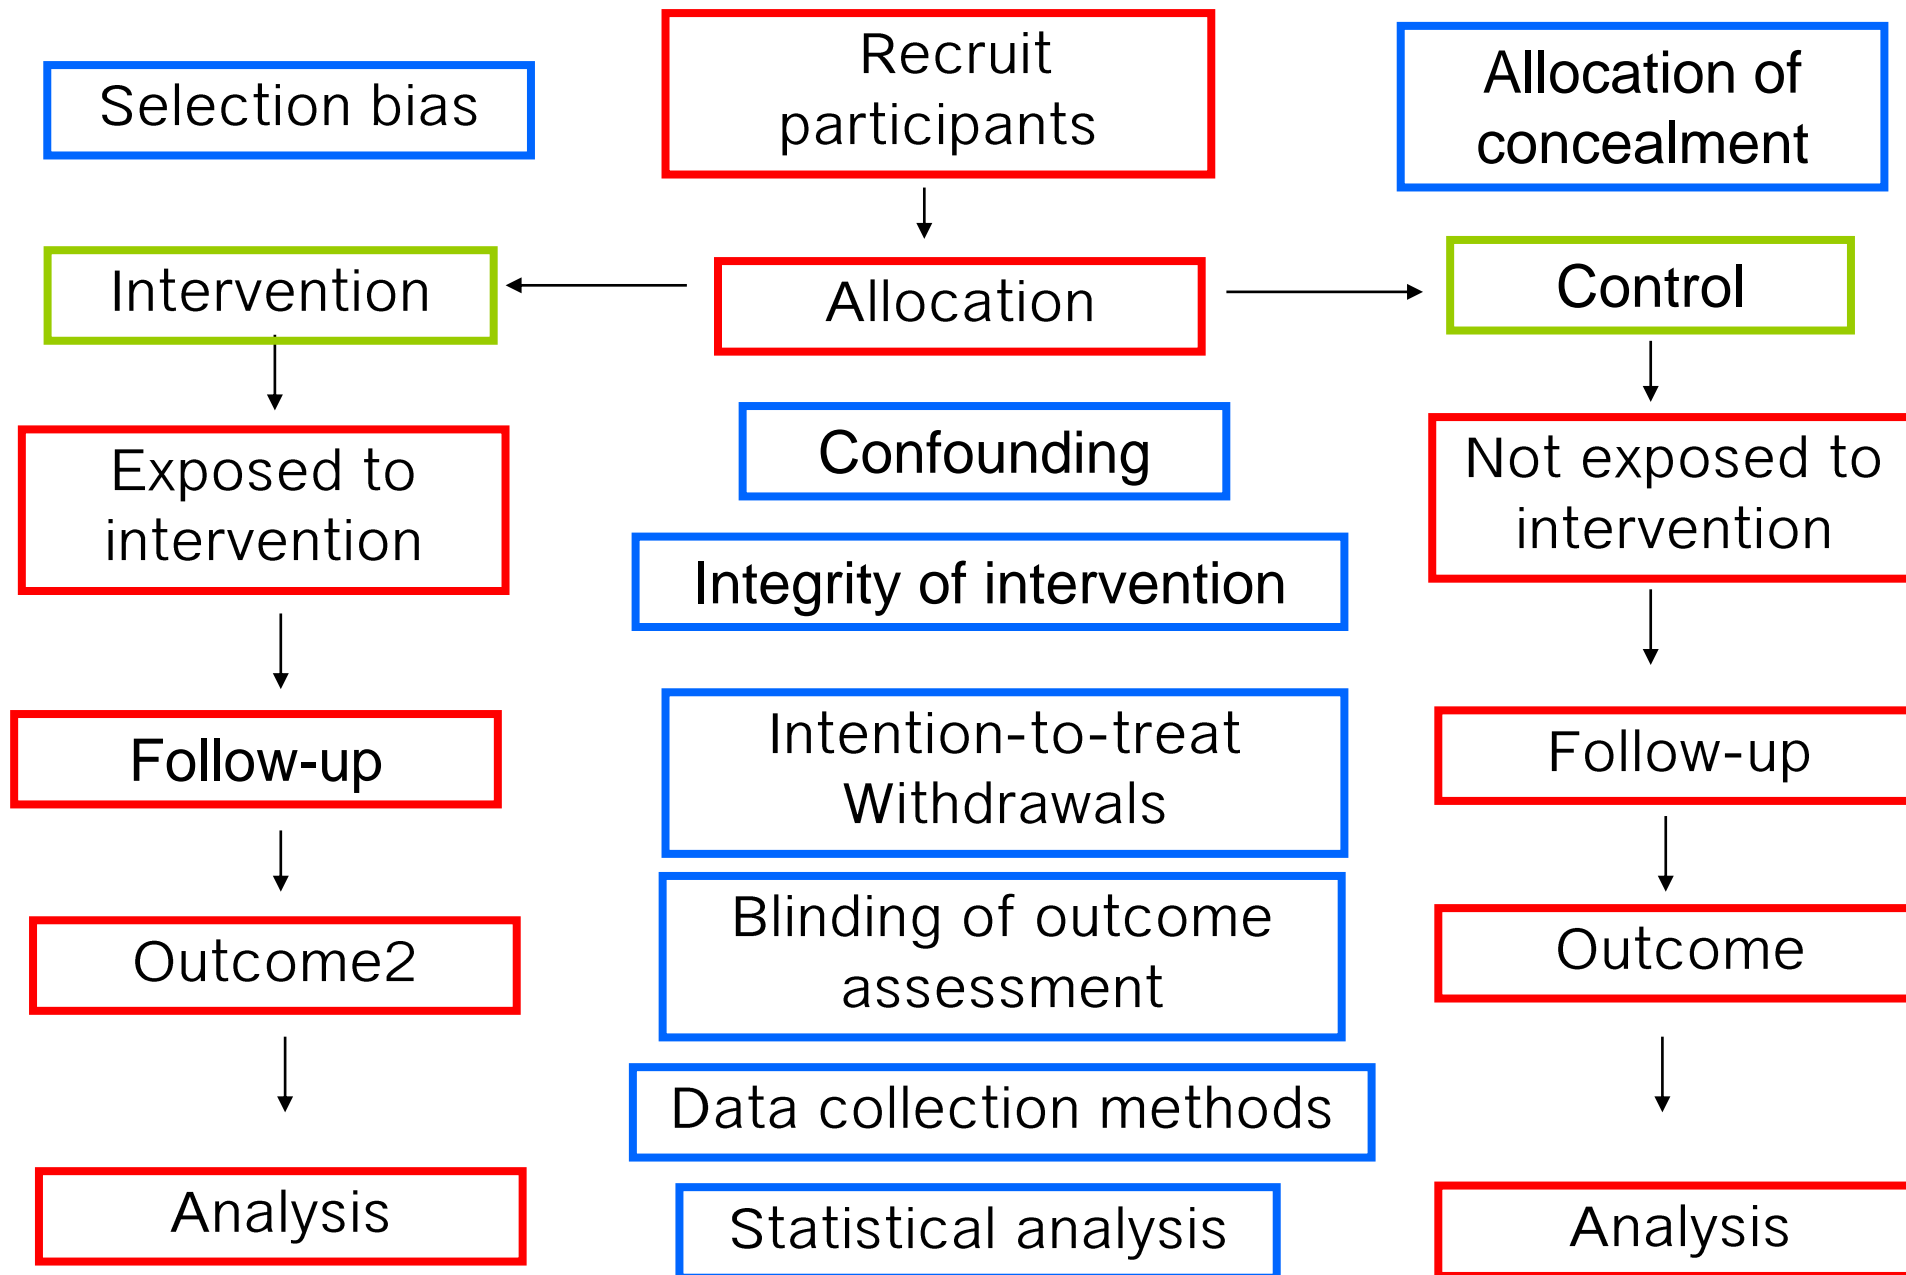 Selection bias
Recruit
participants
Allocation of
concealment
Intervention
Allocation
Control
Exposed to
intervention
Confounding
Not exposed to
intervention
Integrity of intervention
Follow-up
Intention-to-treat
Withdrawals
Follow-up
Outcome2
Blinding of outcome
assessment
Outcome
Data collection methods
Analysis
Statistical analysis
Analysis